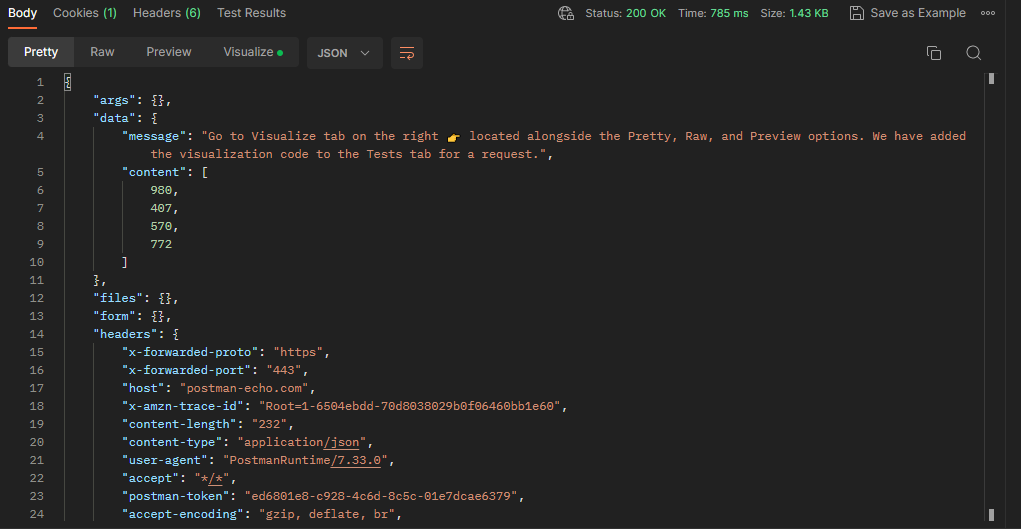 Body Cookies (1) Headers (6) Test Results Status: 200 OK Time: 785 ms Size: 1.43 KB Save as Example
Pretty Raw Preview Visualize JSON
1 {
2 "args": {},
3 "data": {
4 "message": "Go to Visualize tab on the right 👉 located alongside the Pretty, Raw, and Preview options. We have added
the visualization code to the Tests tab for a request.",
5 "content": [
6 980,
7 407,
8 570,
9 772
10 ]
11 },
12 "files": {},
13 "form": {},
14 "headers": {
15 "x-forwarded-proto": "https",
16 "x-forwarded-port": "443",
17 "host": "postman-echo.com",
18 "x-amzn-trace-id": "Root=1-6504ebdd-70d8038029b0f06460bb1e60",
19 "content-length": "232",
20 "content-type": "application/json",
21 "user-agent": "PostmanRuntime/7.33.0",
22 "accept": "*/*",
23 "postman-token": "ed6801e8-c928-4c6d-8c5c-01e7dcae6379",
24 "accept-encoding": "gzip, deflate, br",